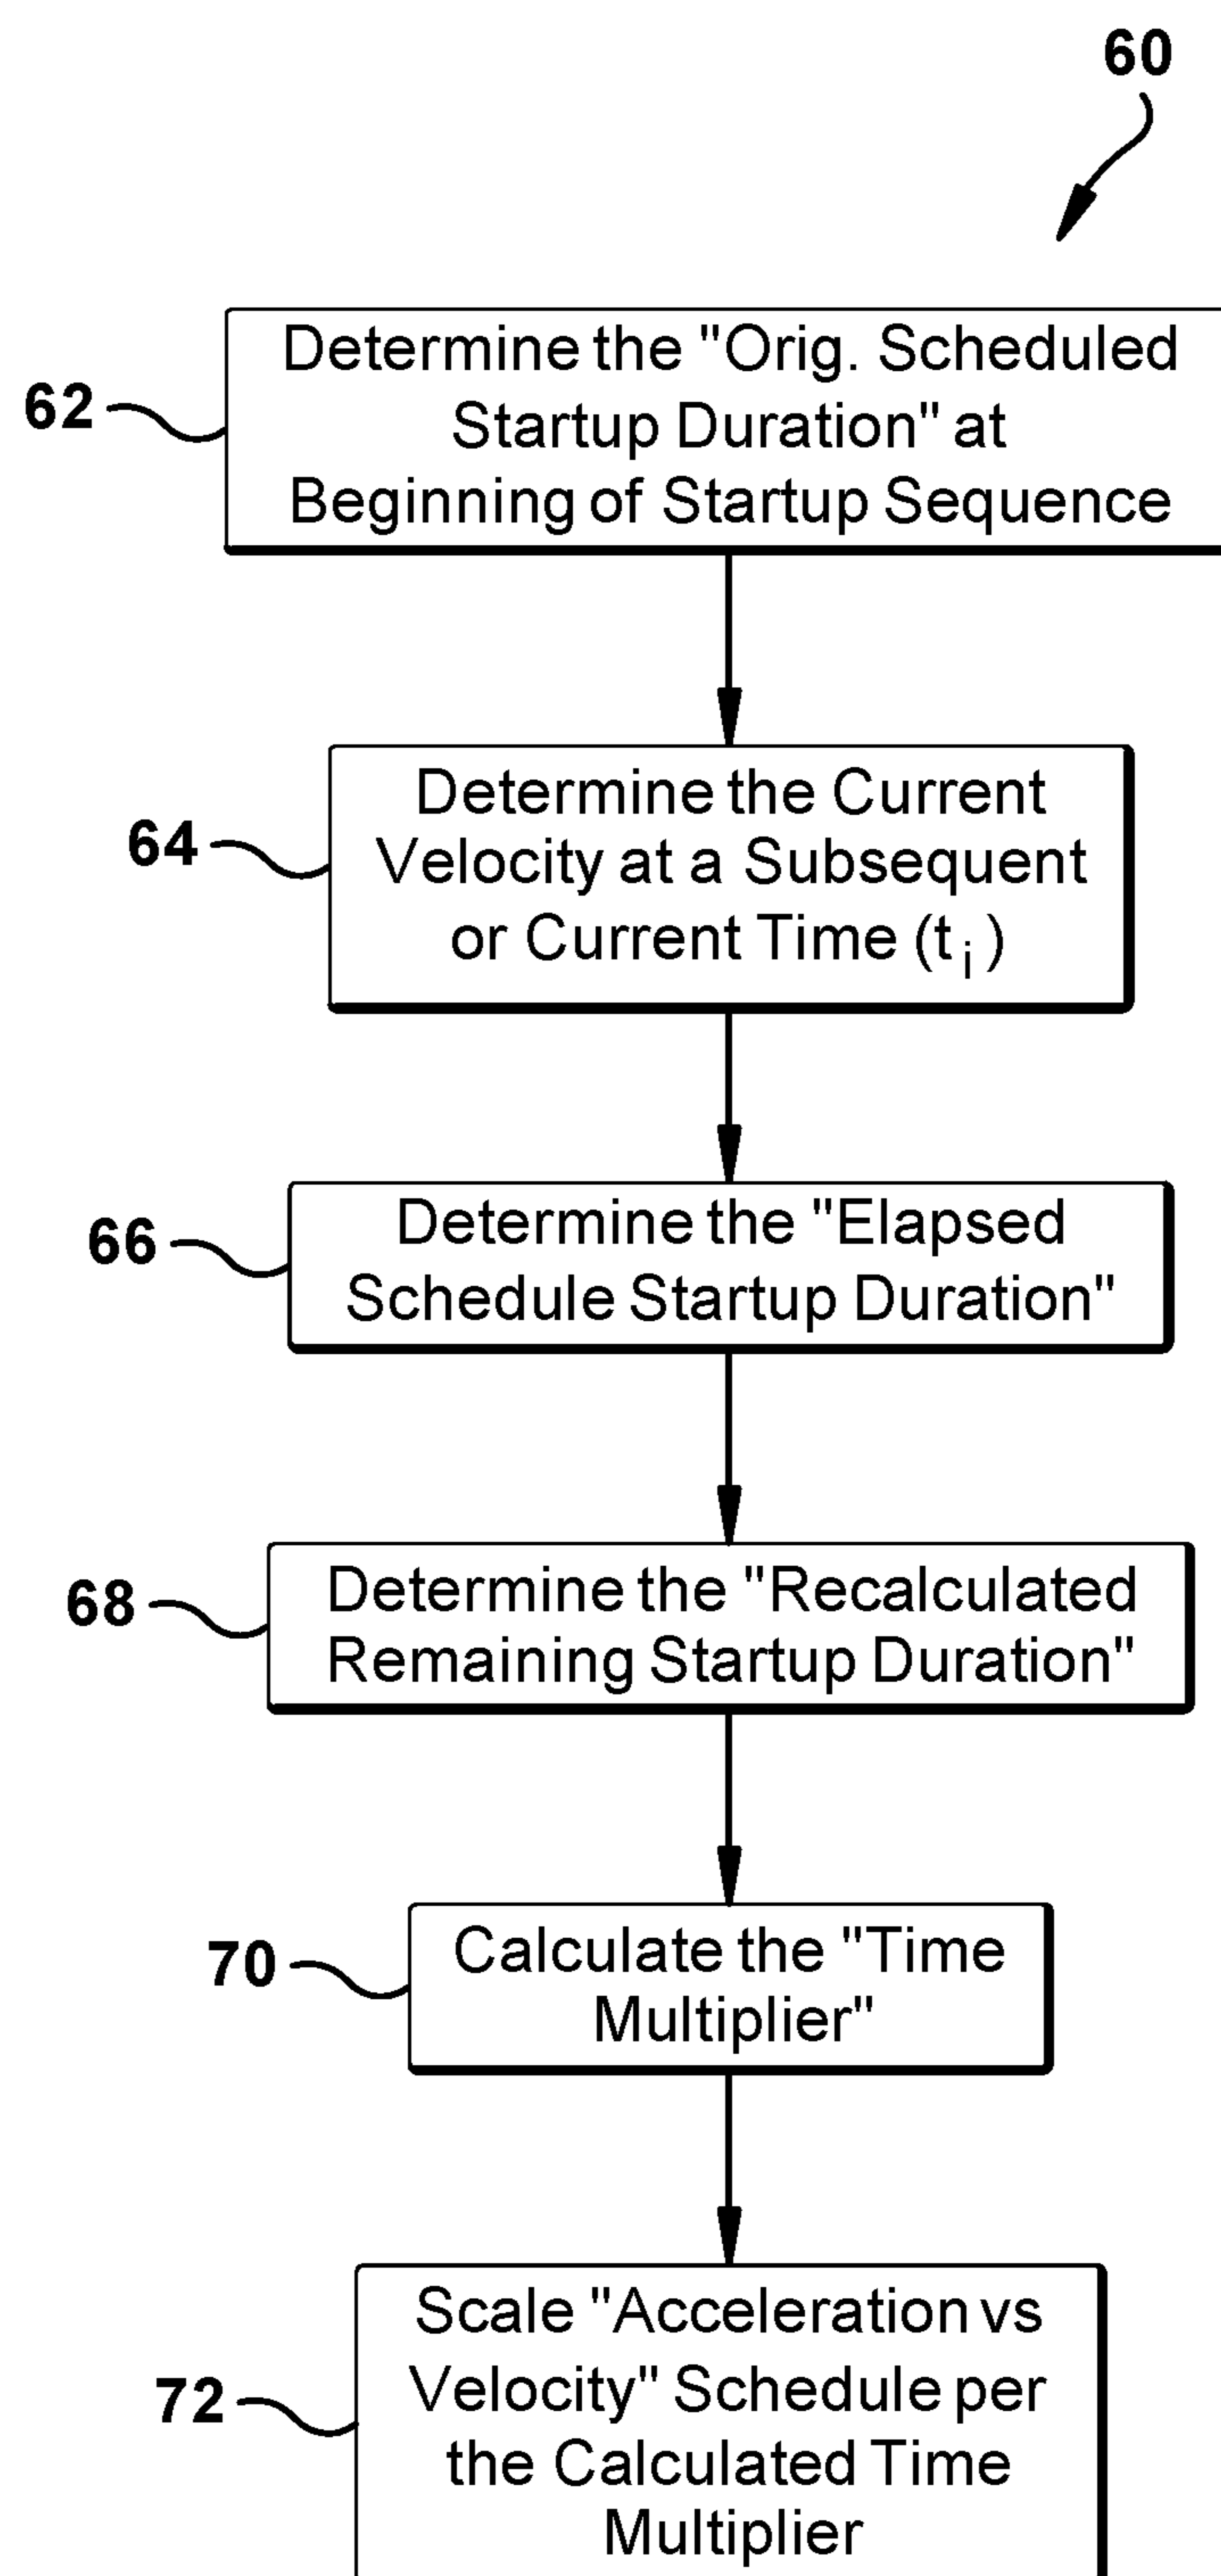 60
62
Determine the "Orig. Scheduled
Startup Duration" at
Beginning of Startup Sequence
64
Determine the Current
Velocity at a Subsequent
or Current Time (t i )
66
Determine the "Elapsed
Schedule Startup Duration"
68
Determine the "Recalculated
Remaining Startup Duration"
70
Calculate the "Time
Multiplier"
72
Scale "Acceleration vs
Velocity" Schedule per
the Calculated Time
Multiplier